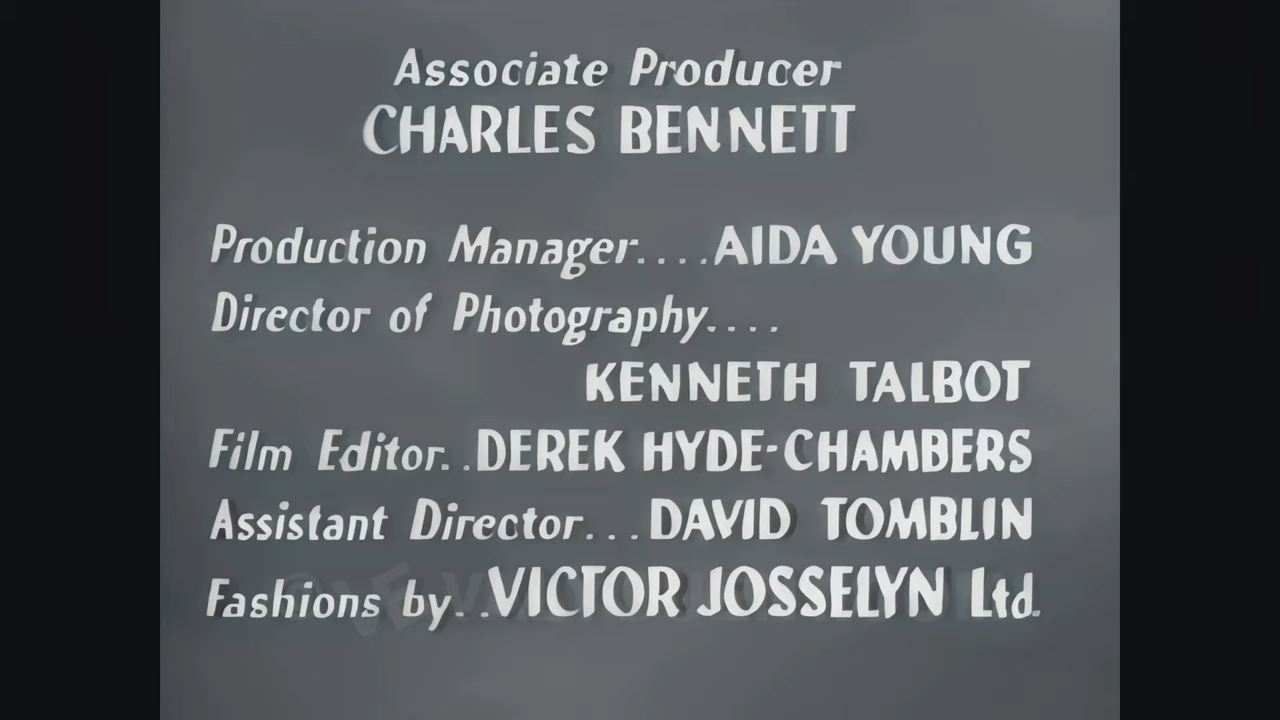 Associate Producer
CHARLES BENNETT
Production Manager....AIDA YOUNG
Director of Photography....
KENNETH TALBOT
Film Editor..DEREK HYDE-CHAMBERS
Assistant Director...DAVID TOMBLIN
Fashions by..VICTOR JOSSELYN Ltd.